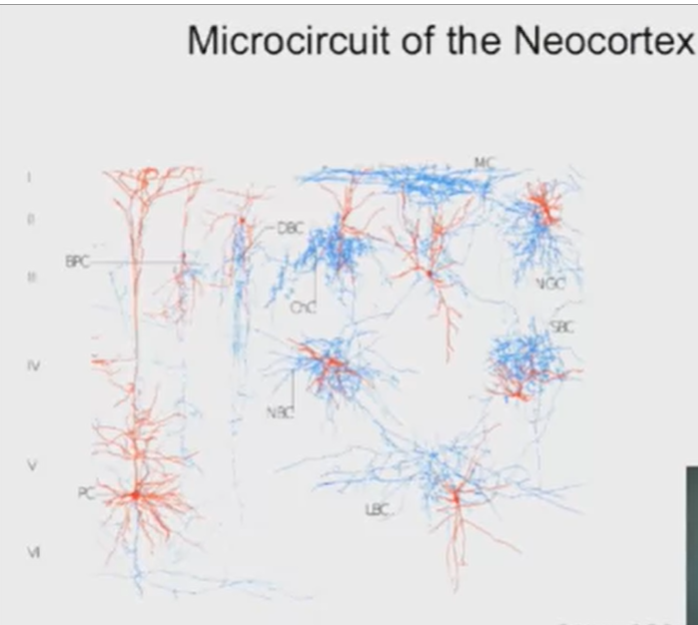 Microcircuit of the Neocortex
MC
I
II
DBC
BPC
III
NGC
ChC
SBC
IV
NBC
V
PC
LBC
VI